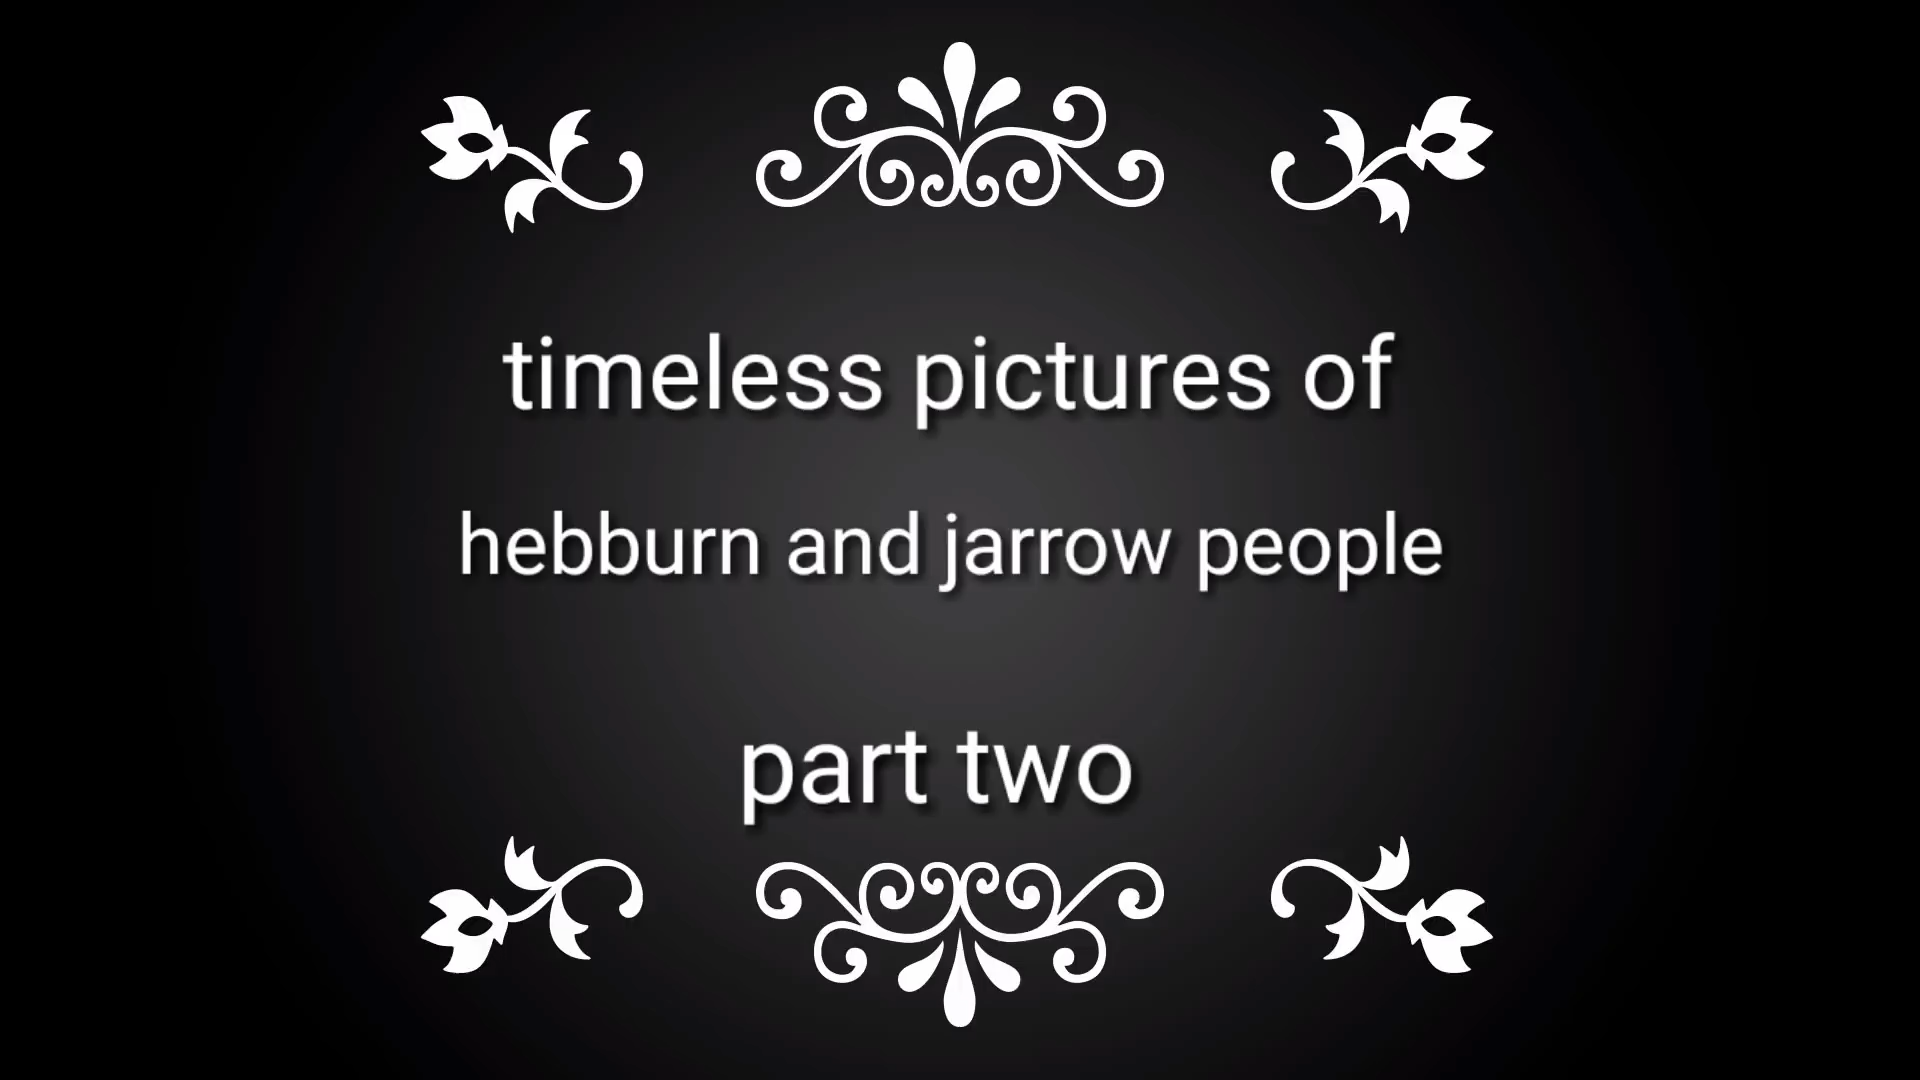 timeless pictures of
hebburn and jarrow people
part two